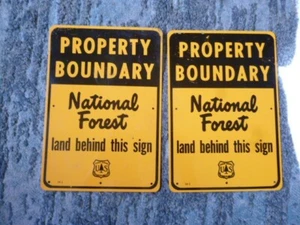 PROPERTY
BOUNDARY
National
Forest
land behind this sign
U S
PROPERTY
BOUNDARY
National
Forest
land behind this sign
U S